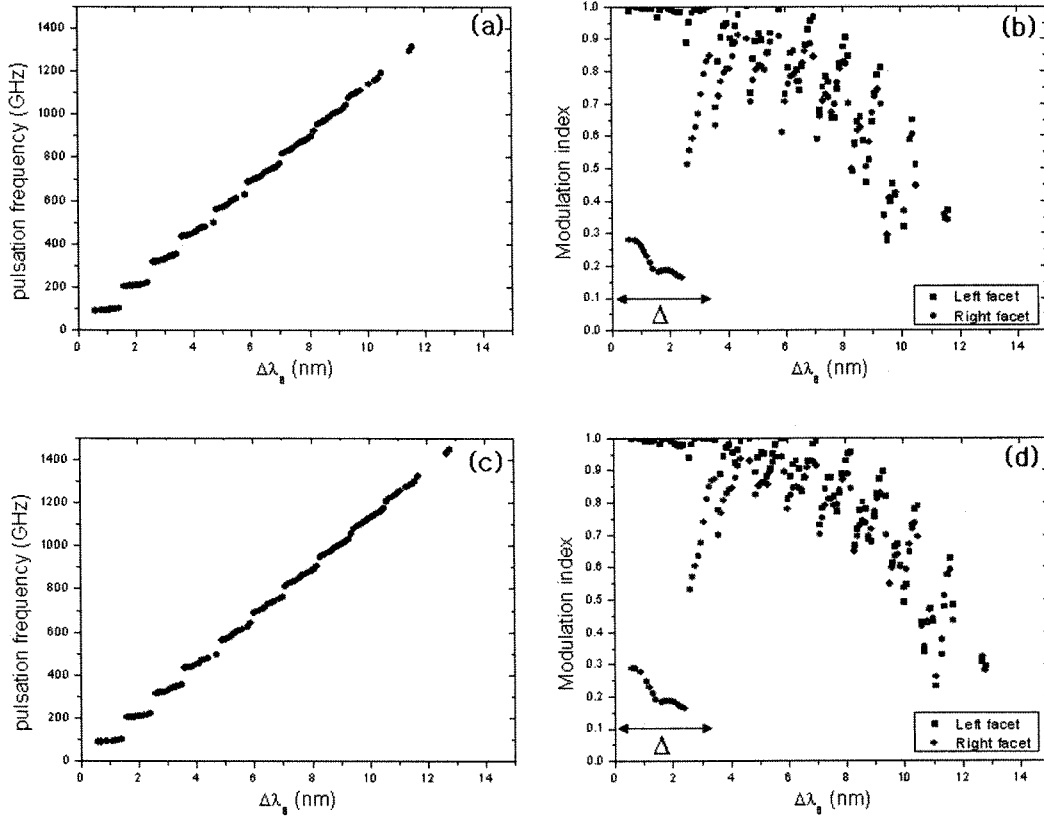 (a)
pulsation frequency (GHz)
1400
1200
1000
800
600
400
200
0
0 2 4 6 8 10 12 14
Δλ_B (nm)
(b)
Modulation index
1.0
0.9
0.8
0.7
0.6
0.5
0.4
0.3
0.2
0.1
0.0
Δ
Left facet
Right facet
0 2 4 6 8 10 12 14
Δλ_B (nm)
(c)
pulsation frequency (GHz)
1400
1200
1000
800
600
400
200
0
0 2 4 6 8 10 12 14
Δλ_B (nm)
(d)
Modulation index
1.0
0.9
0.8
0.7
0.6
0.5
0.4
0.3
0.2
0.1
0.0
Δ
Left facet
Right facet
0 2 4 6 8 10 12 14
Δλ_B (nm)